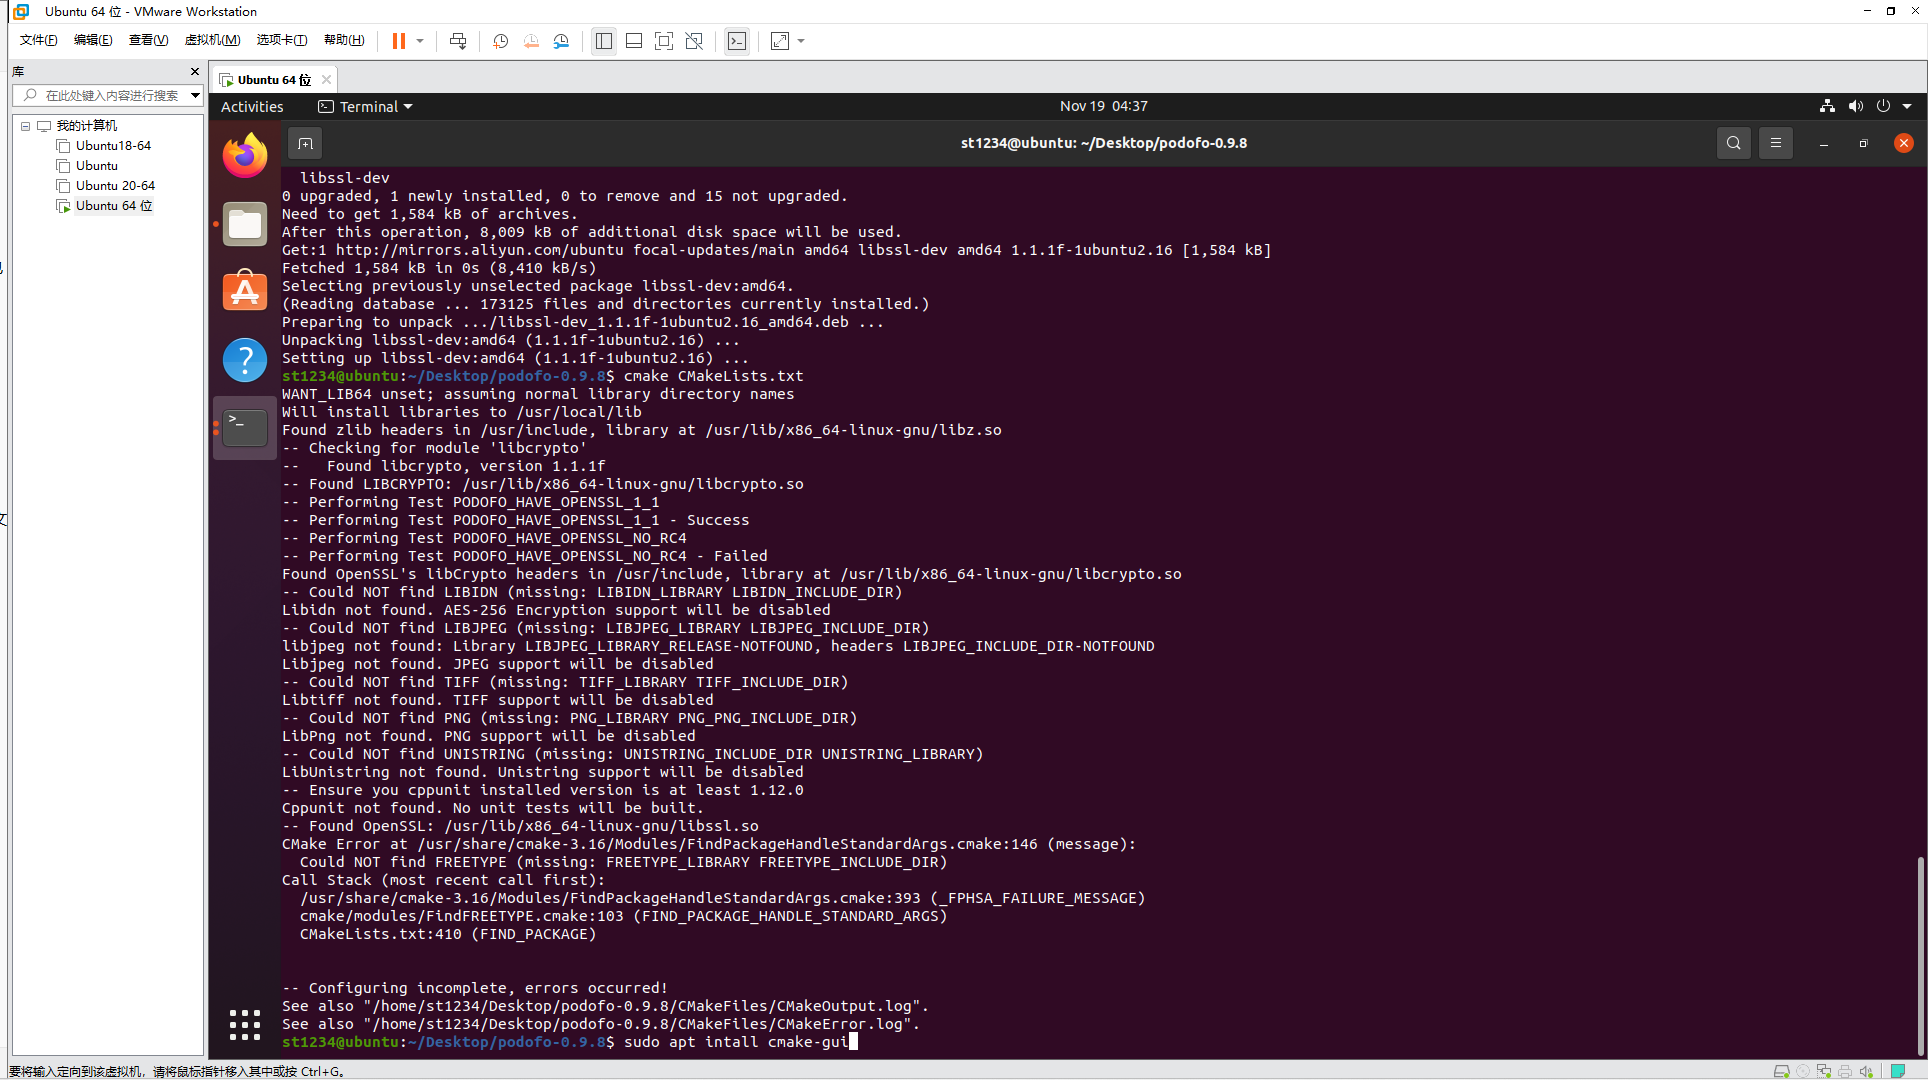 Ubuntu 64 位 - VMware Workstation
文件(F) 编辑(E) 查看(V) 虚拟机(M) 选项卡(T) 帮助(H)
库
在此处键入内容进行搜索
我的计算机
Ubuntu18-64
Ubuntu
Ubuntu 20-64
Ubuntu 64 位
Ubuntu 64 位
Activities Terminal Nov 19 04:37
st1234@ubuntu: ~/Desktop/podofo-0.9.8
libssl-dev
0 upgraded, 1 newly installed, 0 to remove and 15 not upgraded.
Need to get 1,584 kB of archives.
After this operation, 8,009 kB of additional disk space will be used.
Get:1 http://mirrors.aliyun.com/ubuntu focal-updates/main amd64 libssl-dev amd64 1.1.1f-1ubuntu2.16 [1,584 kB]
Fetched 1,584 kB in 0s (8,410 kB/s)
Selecting previously unselected package libssl-dev:amd64.
(Reading database ... 173125 files and directories currently installed.)
Preparing to unpack .../libssl-dev_1.1.1f-1ubuntu2.16_amd64.deb ...
Unpacking libssl-dev:amd64 (1.1.1f-1ubuntu2.16) ...
Setting up libssl-dev:amd64 (1.1.1f-1ubuntu2.16) ...
st1234@ubuntu:~/Desktop/podofo-0.9.8$ cmake CMakeLists.txt
WANT_LIB64 unset; assuming normal library directory names
Will install libraries to /usr/local/lib
Found zlib headers in /usr/include, library at /usr/lib/x86_64-linux-gnu/libz.so
-- Checking for module 'libcrypto'
--   Found libcrypto, version 1.1.1f
-- Found LIBCRYPTO: /usr/lib/x86_64-linux-gnu/libcrypto.so
-- Performing Test PODOFO_HAVE_OPENSSL_1_1
-- Performing Test PODOFO_HAVE_OPENSSL_1_1 - Success
-- Performing Test PODOFO_HAVE_OPENSSL_NO_RC4
-- Performing Test PODOFO_HAVE_OPENSSL_NO_RC4 - Failed
Found OpenSSL's libCrypto headers in /usr/include, library at /usr/lib/x86_64-linux-gnu/libcrypto.so
-- Could NOT find LIBIDN (missing: LIBIDN_LIBRARY LIBIDN_INCLUDE_DIR)
Libidn not found. AES-256 Encryption support will be disabled
-- Could NOT find LIBJPEG (missing: LIBJPEG_LIBRARY LIBJPEG_INCLUDE_DIR)
libjpeg not found: Library LIBJPEG_LIBRARY_RELEASE-NOTFOUND, headers LIBJPEG_INCLUDE_DIR-NOTFOUND
Libjpeg not found. JPEG support will be disabled
-- Could NOT find TIFF (missing: TIFF_LIBRARY TIFF_INCLUDE_DIR)
Libtiff not found. TIFF support will be disabled
-- Could NOT find PNG (missing: PNG_LIBRARY PNG_PNG_INCLUDE_DIR)
LibPng not found. PNG support will be disabled
-- Could NOT find UNISTRING (missing: UNISTRING_INCLUDE_DIR UNISTRING_LIBRARY)
LibUnistring not found. Unistring support will be disabled
-- Ensure you cppunit installed version is at least 1.12.0
Cppunit not found. No unit tests will be built.
-- Found OpenSSL: /usr/lib/x86_64-linux-gnu/libssl.so
CMake Error at /usr/share/cmake-3.16/Modules/FindPackageHandleStandardArgs.cmake:146 (message):
Could NOT find FREETYPE (missing: FREETYPE_LIBRARY FREETYPE_INCLUDE_DIR)
Call Stack (most recent call first):
/usr/share/cmake-3.16/Modules/FindPackageHandleStandardArgs.cmake:393 (_FPHSA_FAILURE_MESSAGE)
cmake/modules/FindFREETYPE.cmake:103 (FIND_PACKAGE_HANDLE_STANDARD_ARGS)
CMakeLists.txt:410 (FIND_PACKAGE)
-- Configuring incomplete, errors occurred!
See also "/home/st1234/Desktop/podofo-0.9.8/CMakeFiles/CMakeOutput.log".
See also "/home/st1234/Desktop/podofo-0.9.8/CMakeFiles/CMakeError.log".
st1234@ubuntu:~/Desktop/podofo-0.9.8$ sudo apt intall cmake-gui
要将输入定向到该虚拟机，请将鼠标指针移入其中或按 Ctrl+G。